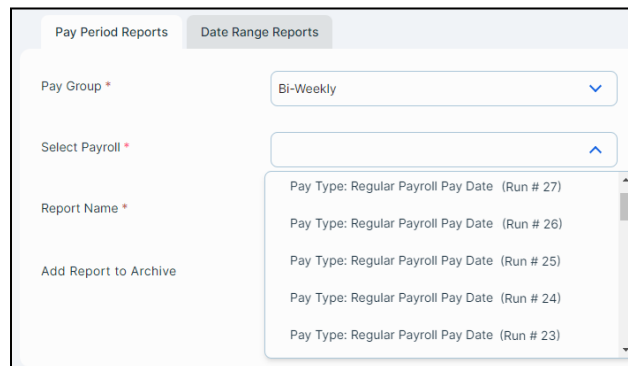 Pay Period Reports
Date Range Reports
Pay Group *
Bi-Weekly
Select Payroll *
Pay Type: Regular Payroll Pay Date (Run # 27)
Report Name *
Pay Type: Regular Payroll Pay Date (Run # 26)
Pay Type: Regular Payroll Pay Date (Run # 25)
Add Report to Archive
Pay Type: Regular Payroll Pay Date (Run # 24)
Pay Type: Regular Payroll Pay Date (Run # 23)